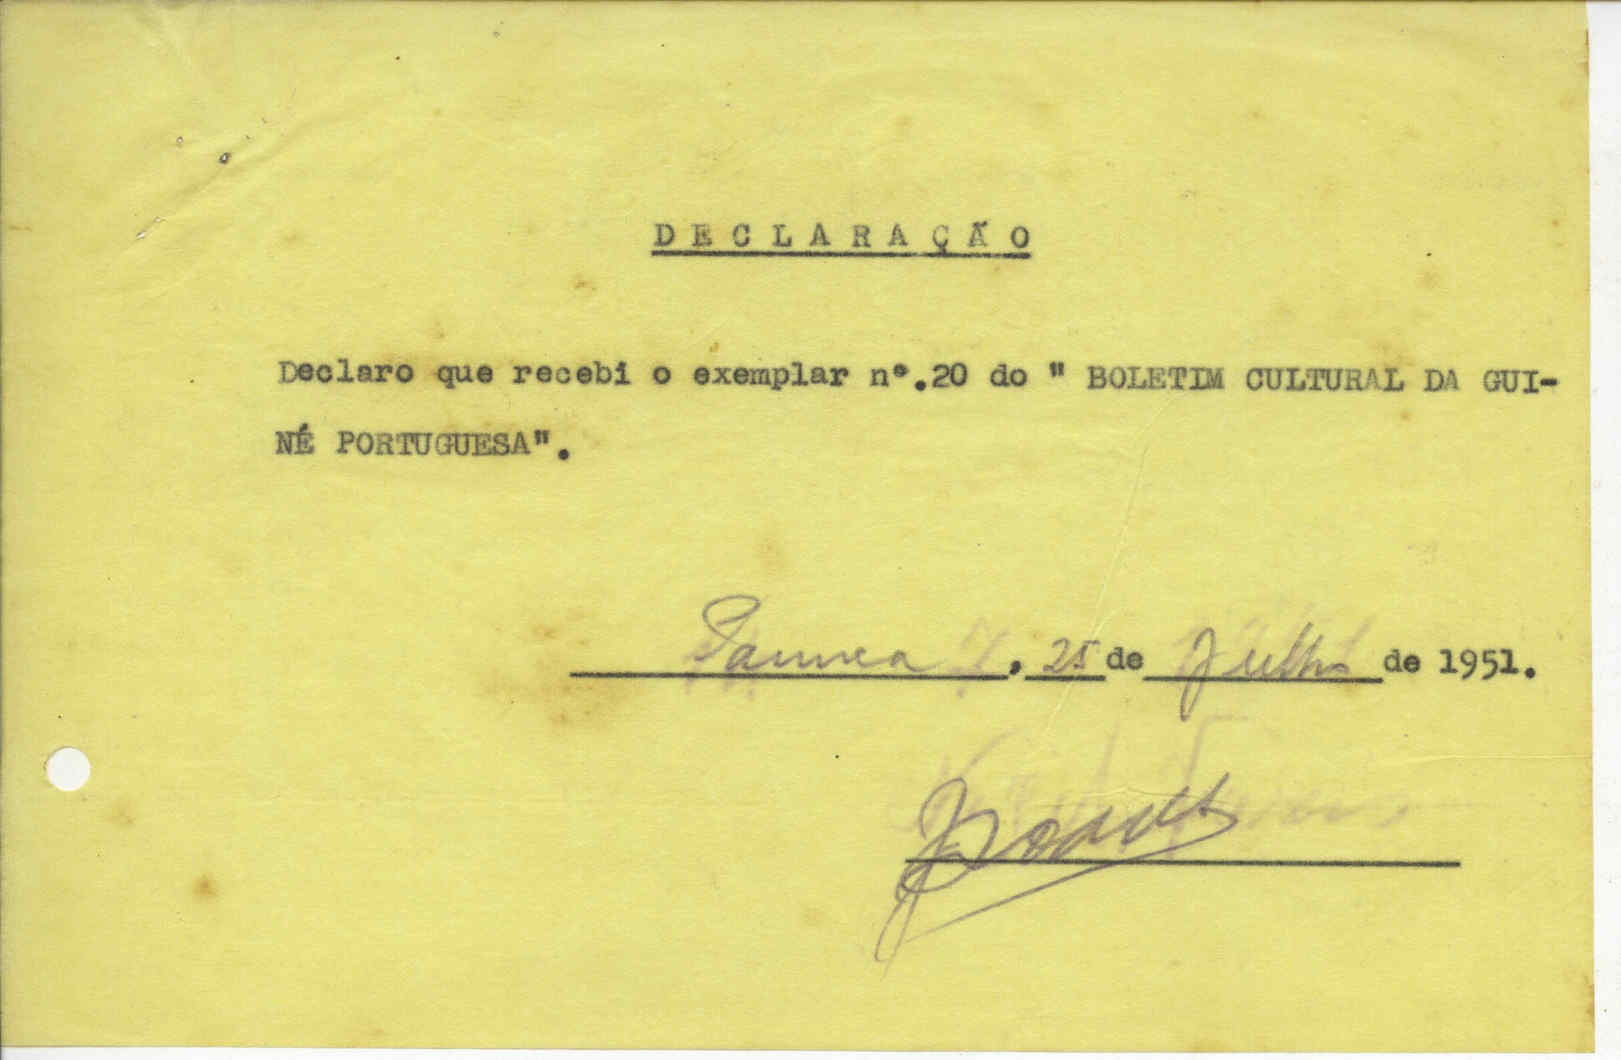 DECLARAÇÃO
Declaro que recebi o exemplar nº.20 do " BOLETIM CULTURAL DA GUI-
NÉ PORTUGUESA".
, 25 de Julho de 1951.